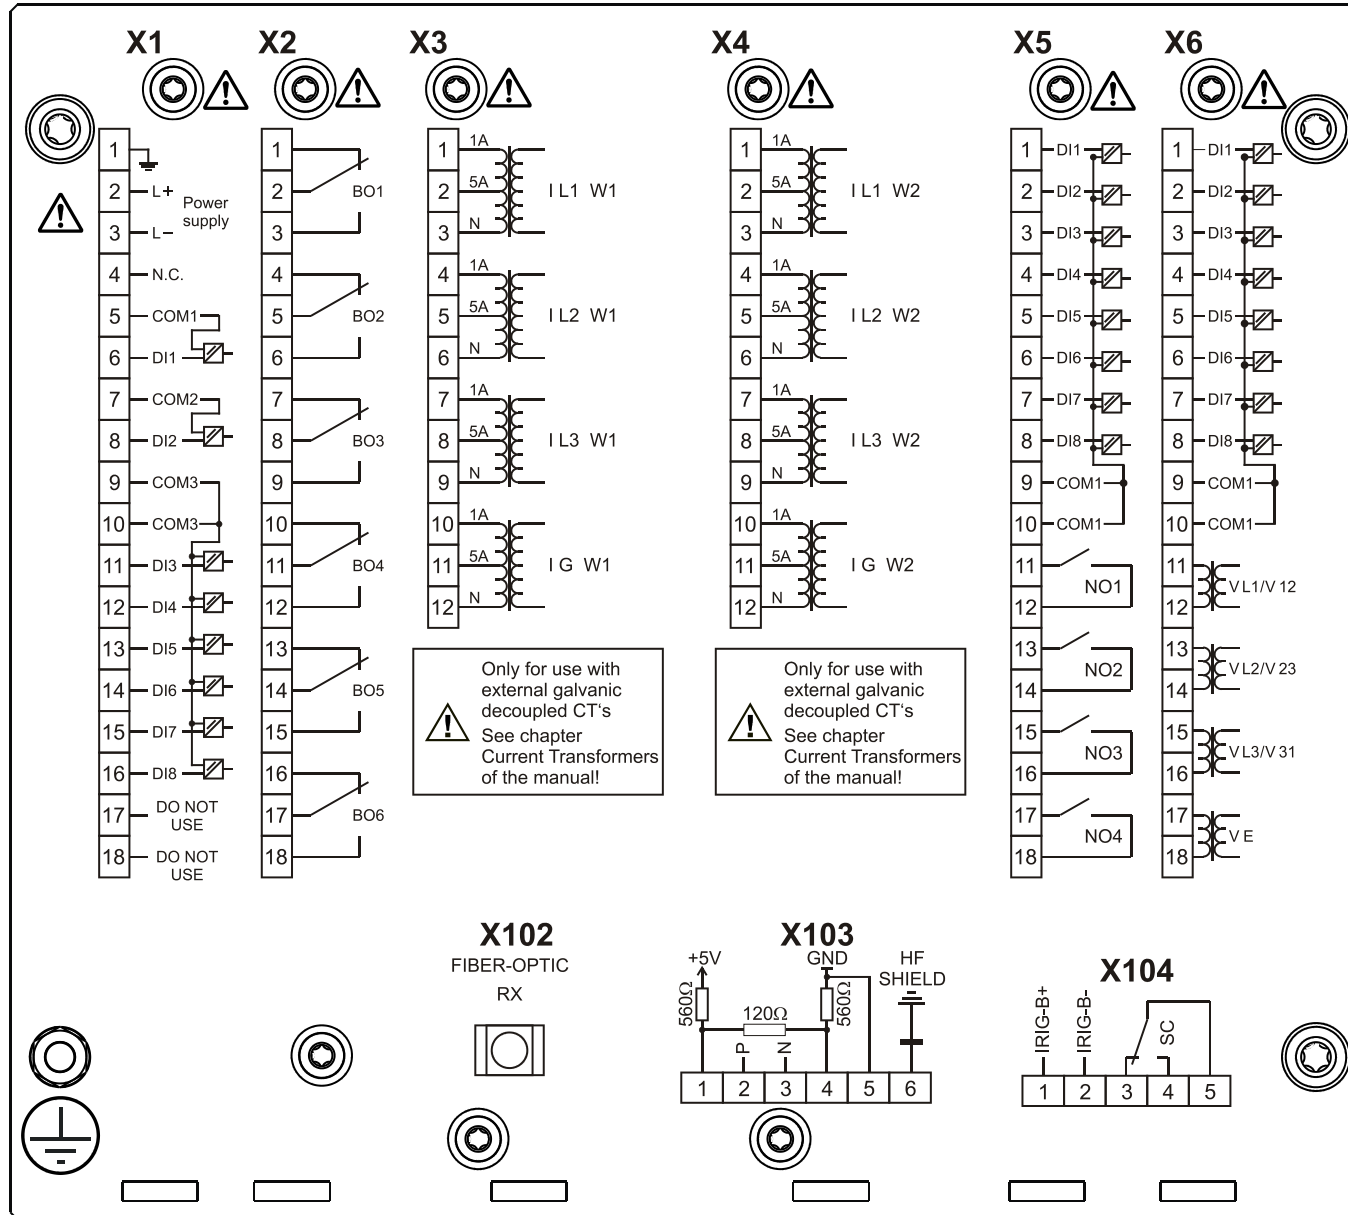 X1
X2
X3
X4
X5
X6
1
2 L+
Power
supply
3 L−
4 N.C.
5 COM1
6 DI1
7 COM2
8 DI2
9 COM3
10 COM3
11 DI3
12 DI4
13 DI5
14 DI6
15 DI7
16 DI8
17 DO NOT
USE
18 DO NOT
USE
1
2 BO1
3
4
5 BO2
6
7
8 BO3
9
10
11 BO4
12
13
14 BO5
15
16
17 BO6
18
1 1A
2 5A I L1 W1
3 N
4 1A
5 5A I L2 W1
6 N
7 1A
8 5A I L3 W1
9 N
10 1A
11 5A I G W1
12 N
Only for use with
external galvanic
decoupled CT's
See chapter
Current Transformers
of the manual!
1 1A
2 5A I L1 W2
3 N
4 1A
5 5A I L2 W2
6 N
7 1A
8 5A I L3 W2
9 N
10 1A
11 5A I G W2
12 N
Only for use with
external galvanic
decoupled CT's
See chapter
Current Transformers
of the manual!
1 DI1
2 DI2
3 DI3
4 DI4
5 DI5
6 DI6
7 DI7
8 DI8
9 COM1
10 COM1
11
NO1
12
13
NO2
14
15
NO3
16
17
NO4
18
1 DI1
2 DI2
3 DI3
4 DI4
5 DI5
6 DI6
7 DI7
8 DI8
9 COM1
10 COM1
11
V L1/V 12
12
13
V L2/V 23
14
15
V L3/V 31
16
17
V E
18
X102
FIBER-OPTIC
RX
X103
+5V
GND
HF
SHIELD
560Ω
120Ω
560Ω
P
N
1 2 3 4 5 6
X104
IRIG-B+
IRIG-B-
SC
1 2 3 4 5